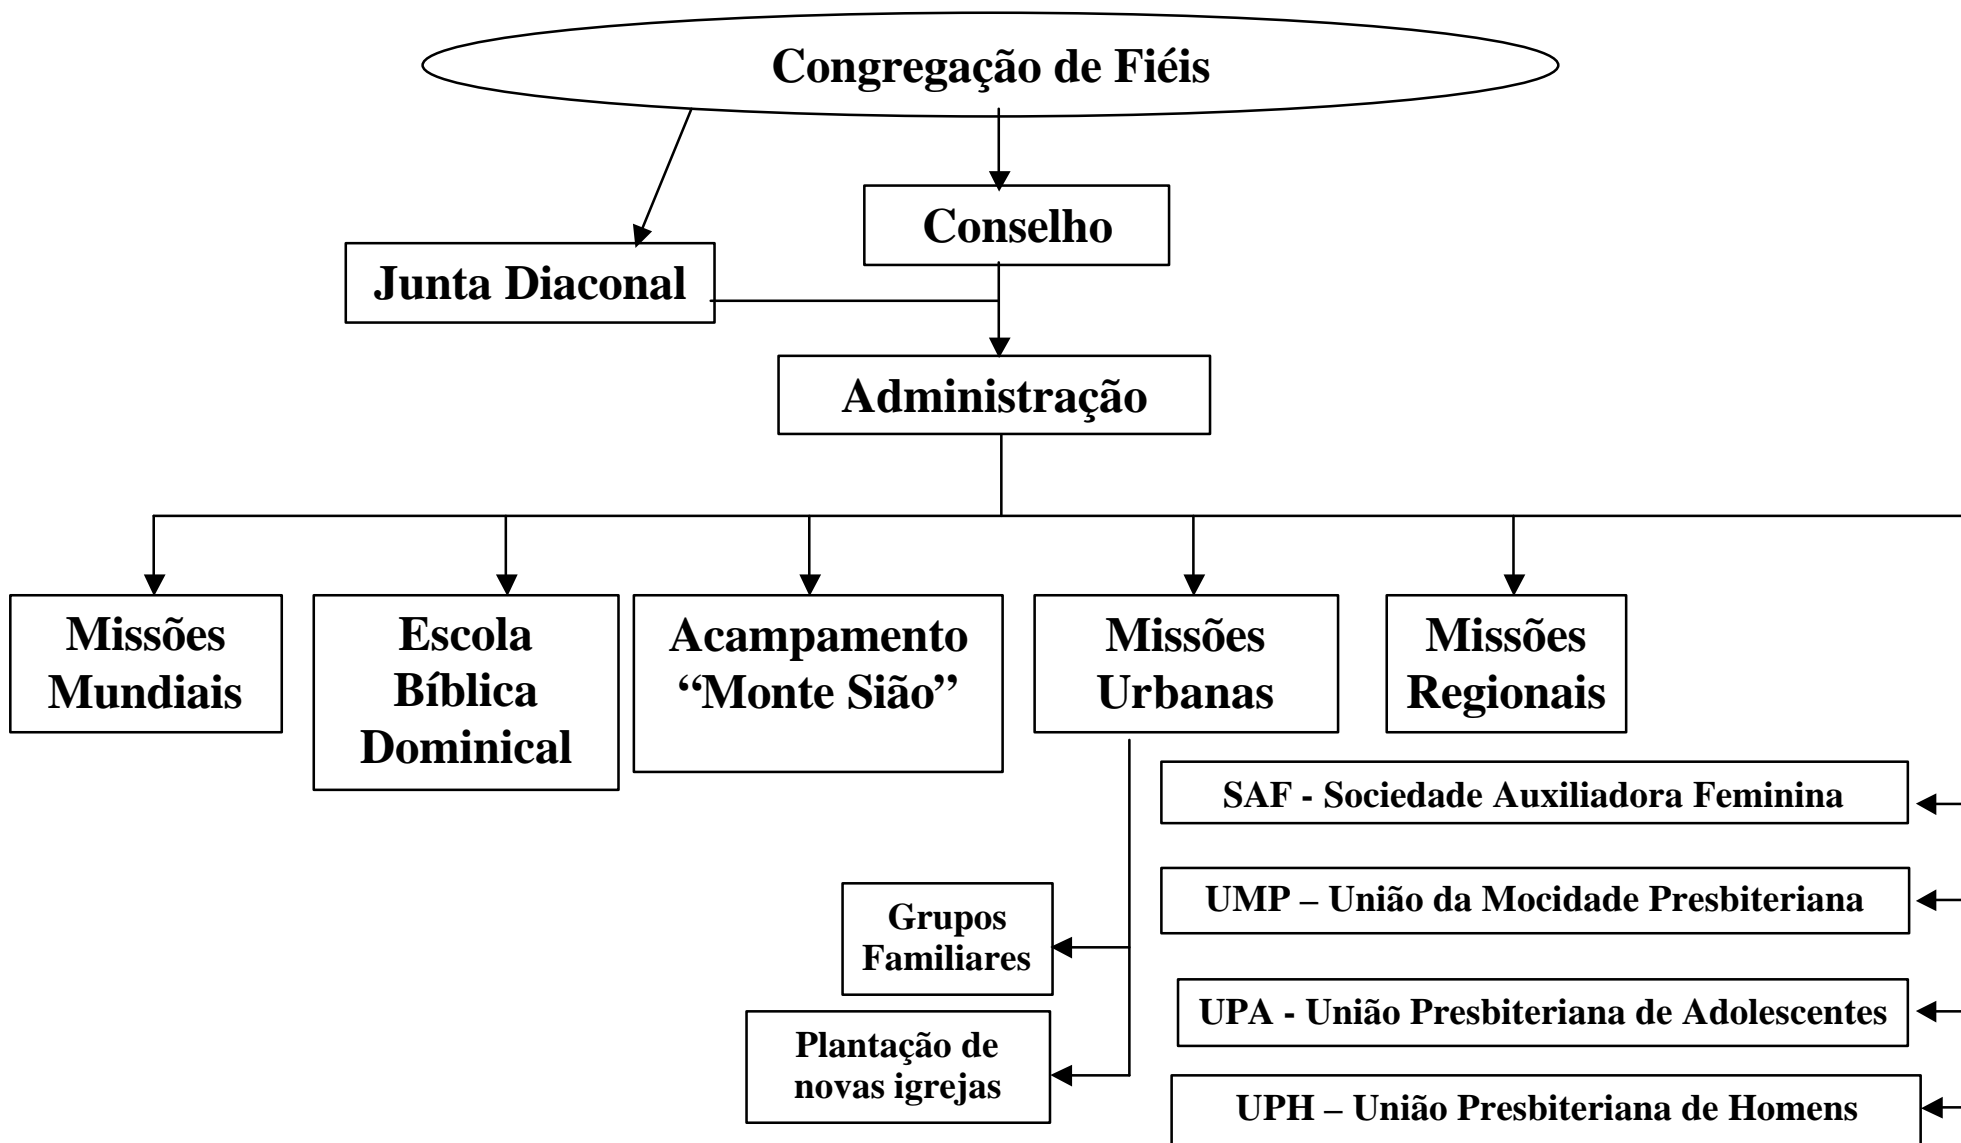 Congregação de Fiéis
Conselho
Junta Diaconal
Administração
Missões
Mundiais
Escola
Bíblica
Dominical
Acampamento
“Monte Sião”
Missões
Urbanas
Missões
Regionais
SAF - Sociedade Auxiliadora Feminina
UMP – União da Mocidade Presbiteriana
Grupos
Familiares
UPA - União Presbiteriana de Adolescentes
Plantação de
novas igrejas
UPH – União Presbiteriana de Homens